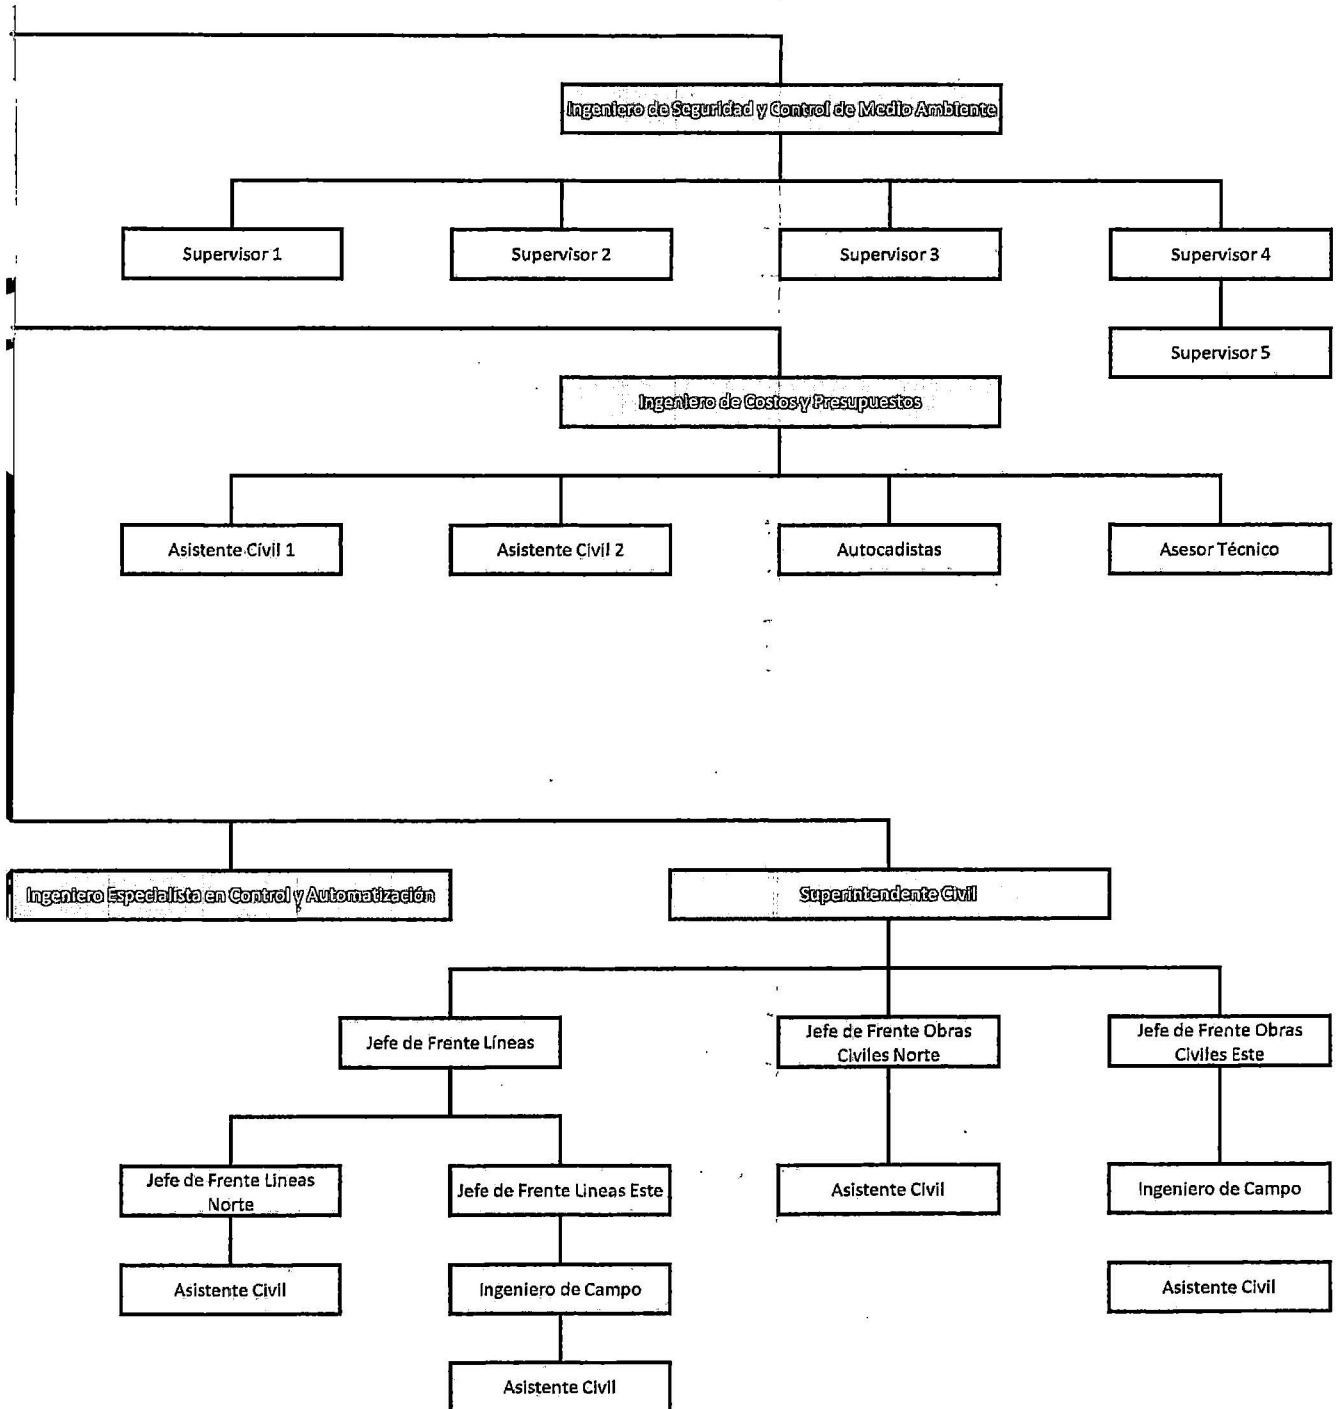 Ingeniero de Seguridad y Control de Medio Ambiente
Supervisor 1
Supervisor 2
Supervisor 3
Supervisor 4
Supervisor 5
Ingeniero de Costos y Presupuestos
Asistente Civil 1
Asistente Civil 2
Autocadistas
Asesor Técnico
Ingeniero Especialista en Control y Automatización
Superintendente Civil
Jefe de Frente Líneas
Jefe de Frente Obras
Civiles Norte
Jefe de Frente Obras
Civiles Este
Jefe de Frente Lineas
Norte
Jefe de Frente Lineas Este
Asistente Civil
Ingeniero de Campo
Asistente Civil
Ingeniero de Campo
Asistente Civil
Asistente Civil